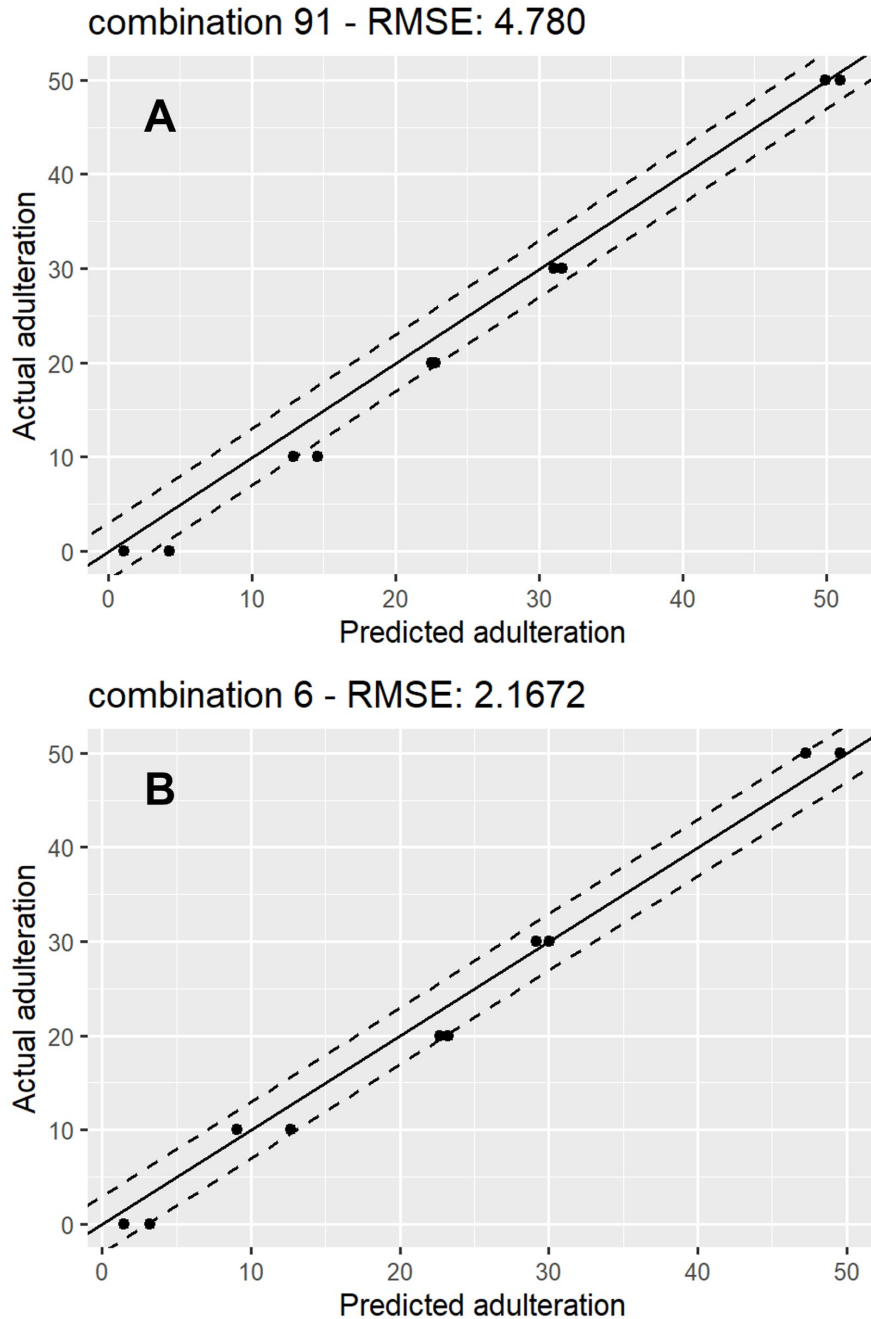 combination 91 - RMSE: 4.780
A
Actual adulteration
50
40
30
20
10
0
0 10 20 30 40 50
Predicted adulteration
combination 6 - RMSE: 2.1672
B
Actual adulteration
50
40
30
20
10
0
0 10 20 30 40 50
Predicted adulteration